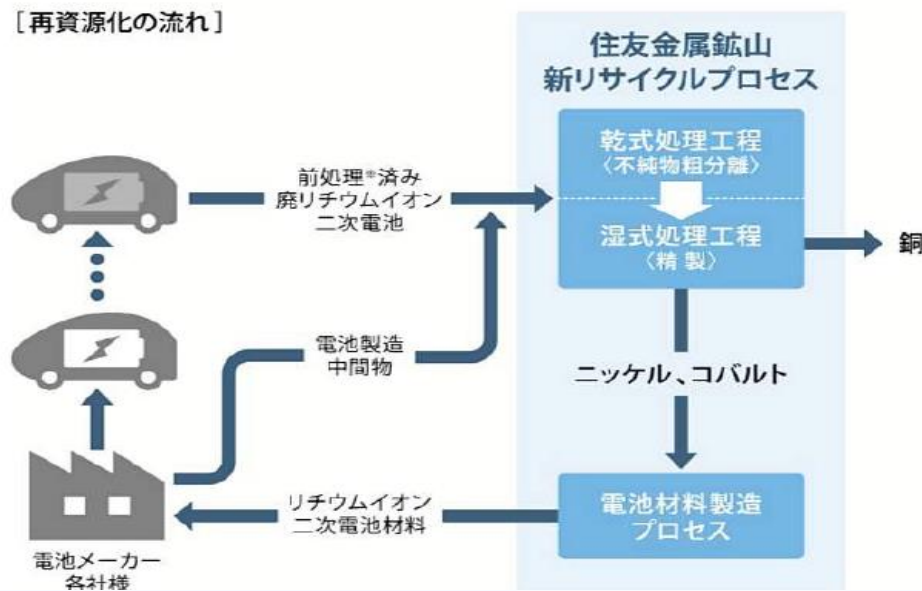 [再資源化の流れ]
住友金属鉱山
新リサイクルプロセス
乾式処理工程
〈不純物粗分離〉
湿式処理工程
〈精 製〉
銅
前処理*済み
廃リチウムイオン
二次電池
電池製造
中間物
ニッケル、コバルト
リチウムイオン
二次電池材料
電池材料製造
プロセス
電池メーカー
各社様